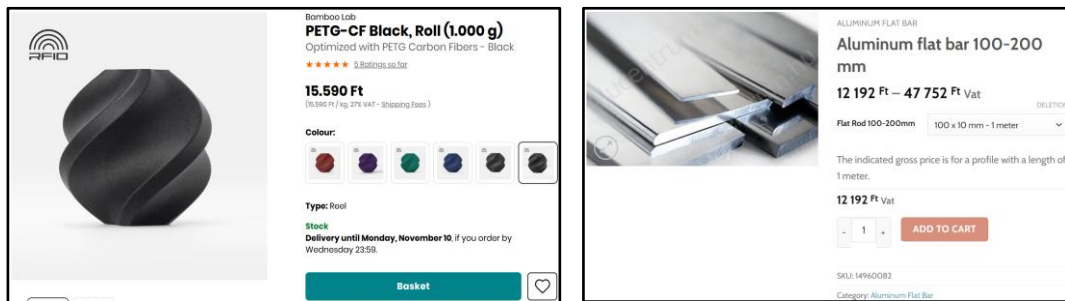 RFID
Bamboo Lab
PETG-CF Black, Roll (1.000 g)
Optimized with PETG Carbon Fibers - Black
5 Ratings so far
15.590 Ft
(15.590 Ft / kg, 27% VAT - Shipping Fees )
Colour:
Type: Reel
Stock
Delivery until Monday, November 10, if you order by
Wednesday 23:59.
Basket
ALUMINUM FLAT BAR
Aluminum flat bar 100-200
mm
12 192 Ft – 47 752 Ft Vat
DELETION
Flat Rod 100-200mm
100 x 10 mm - 1 meter
The indicated gross price is for a profile with a length of
1 meter.
12 192 Ft Vat
- 1 +
ADD TO CART
SKU: 14960082
Category: Aluminum Flat Bar